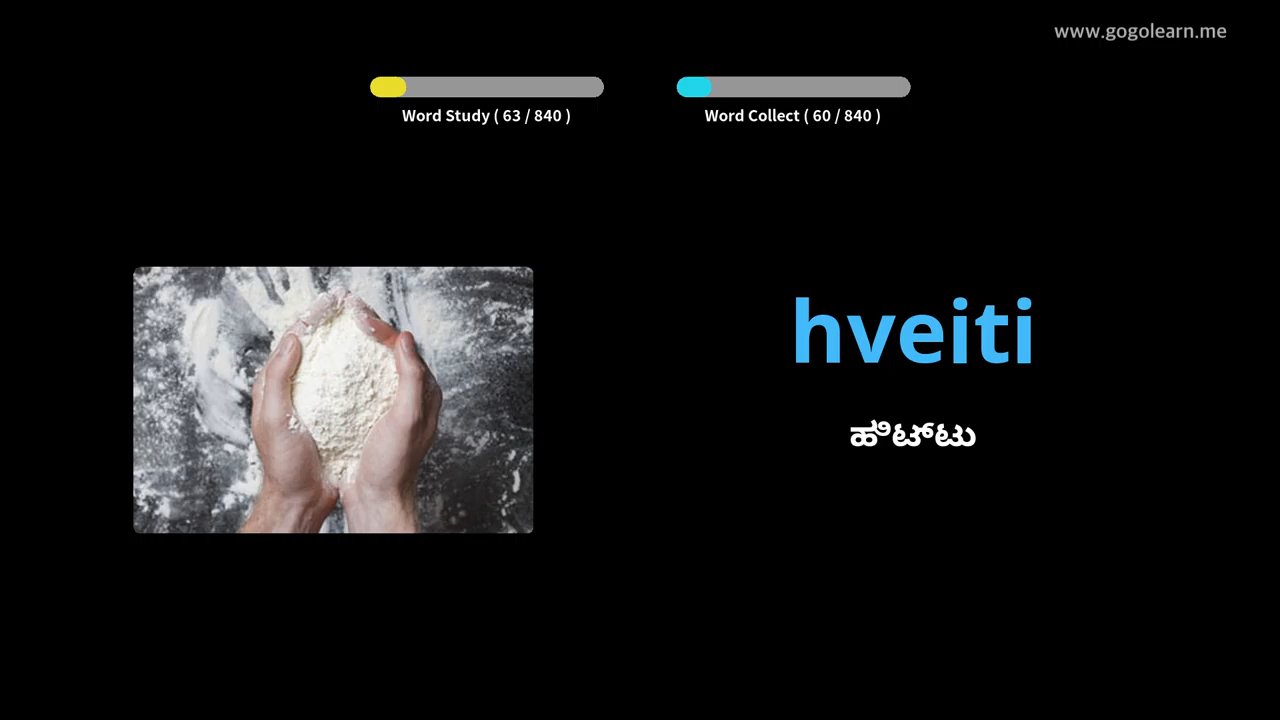 www.gogolearn.me
Word Study ( 63 / 840 )
Word Collect ( 60 / 840 )
hveiti
ಹಿಟ್ಟು